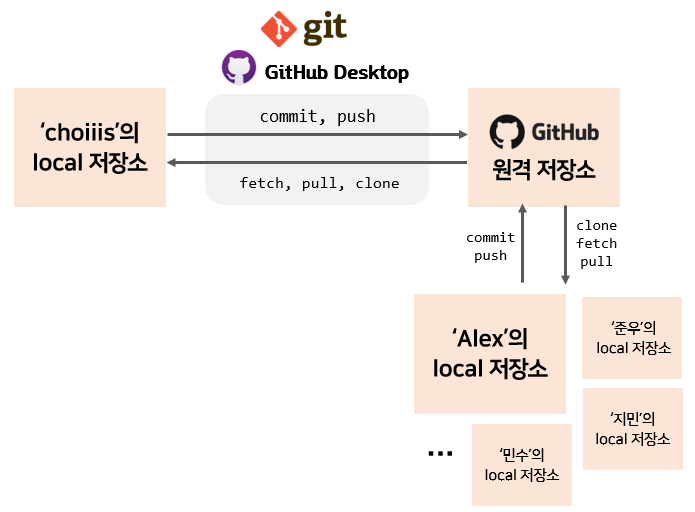 git
GitHub Desktop
‘choiiis’의
local 저장소
commit, push
fetch, pull, clone
GitHub
원격 저장소
commit
push
clone
fetch
pull
‘Alex’의
local 저장소
‘준우’의
local 저장소
‘지민’의
local 저장소
...
‘민수’의
local 저장소